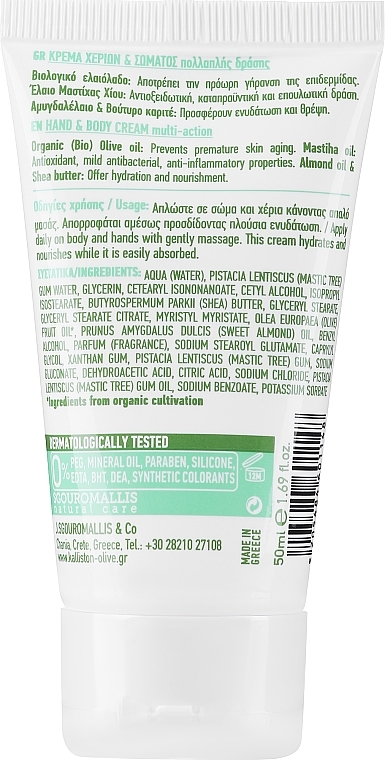 GR ΚΡΕΜΑ ΧΕΡΙΩΝ & ΣΩΜΑΤΟΣ πολλαπλής δράσης
Βιολογικό ελαιόλαδο: Αποτρέπει την πρόωρη γήρανση της επιδερμίδας.
Έλαιο Μαστίχας Χίου: Αντιοξειδωτική, καταπραϋντική και επουλωτική δράση.
Αμυγδαλέλαιο & Βούτυρο καριτέ: Προσφέρουν ενυδάτωση και θρέψη.
EN HAND & BODY CREAM multi-action
Organic (Bio) Olive oil: Prevents premature skin aging. Mastiha oil:
Antioxidant, mild antibacterial, anti-inflammatory properties. Almond oil &
Shea butter: Offer hydration and nourishment.
Οδηγίες χρήσης / Usage: Απλώστε σε σώμα και χέρια κάνοντας απαλό
μασάζ. Απορροφάται αμέσως προσδίδοντας πλούσια ενυδάτωση. / Apply
daily on body and hands with gently massage. This cream hydrates and
nourishes while it is easily absorbed.
ΣΥΣΤΑΤΙΚΑ/INGREDIENTS: AQUA (WATER), PISTACIA LENTISCUS (MASTIC TREE)
GUM WATER, GLYCERIN, CETEARYL ISONONANOATE, CETYL ALCOHOL, ISOPROPYL
ISOSTEARATE, BUTYROSPERMUM PARKII (SHEA) BUTTER, GLYCERYL STEARATE,
GLYCERYL STEARATE CITRATE, MYRISTYL MYRISTATE, OLEA EUROPAEA (OLIVE)
FRUIT OIL*, PRUNUS AMYGDALUS DULCIS (SWEET ALMOND) OIL, BENZYL
ALCOHOL, PARFUM (FRAGRANCE), SODIUM STEAROYL GLUTAMATE, CAPRYLYL
GLYCOL, XANTHAN GUM, PISTACIA LENTISCUS (MASTIC TREE) GUM, SODIUM
GLUCONATE, DEHYDROACETIC ACID, CITRIC ACID, SODIUM CHLORIDE, PISTACIA
LENTISCUS (MASTIC TREE) GUM OIL, SODIUM BENZOATE, POTASSIUM SORBATE
*Ingredients from organic cultivation
DERMATOLOGICALLY TESTED
0% PEG, MINERAL OIL, PARABEN, SILICONE,
EDTA, BHT, DEA, SYNTHETIC COLORANTS
12M
SGOUROMALLIS
natural care
J.SGOUROMALLIS & Co
Chania, Crete, Greece, Tel.: +30 28210 27108
www.kalliston-olive.gr
MADE IN
GREECE
50ml e 1.69 fl.oz.